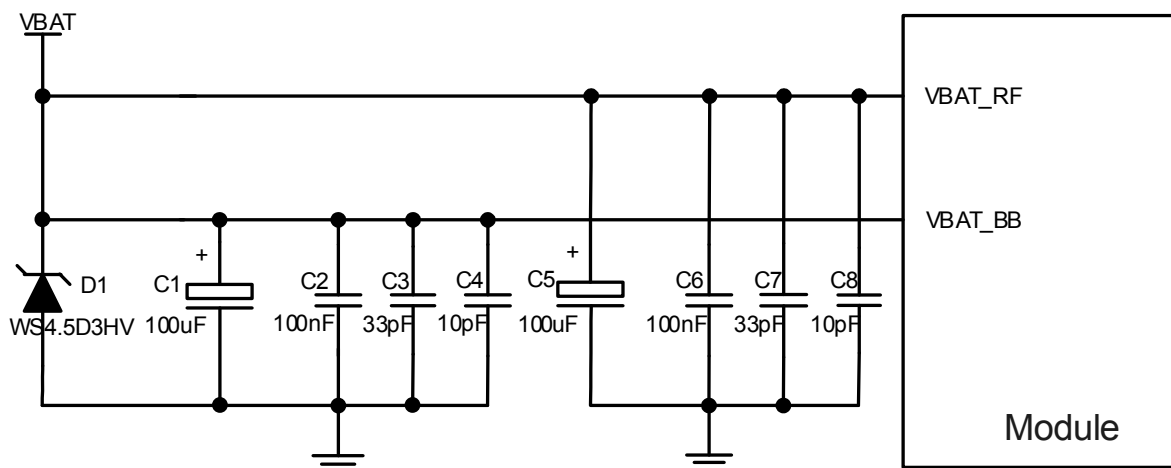 VBAT
VBAT_RF
VBAT_BB
+
+
D1
C1
C2
C3
C4
C5
C6
C7
C8
WS4.5D3HV
100uF
100nF
33pF
10pF
100uF
100nF
33pF
10pF
Module